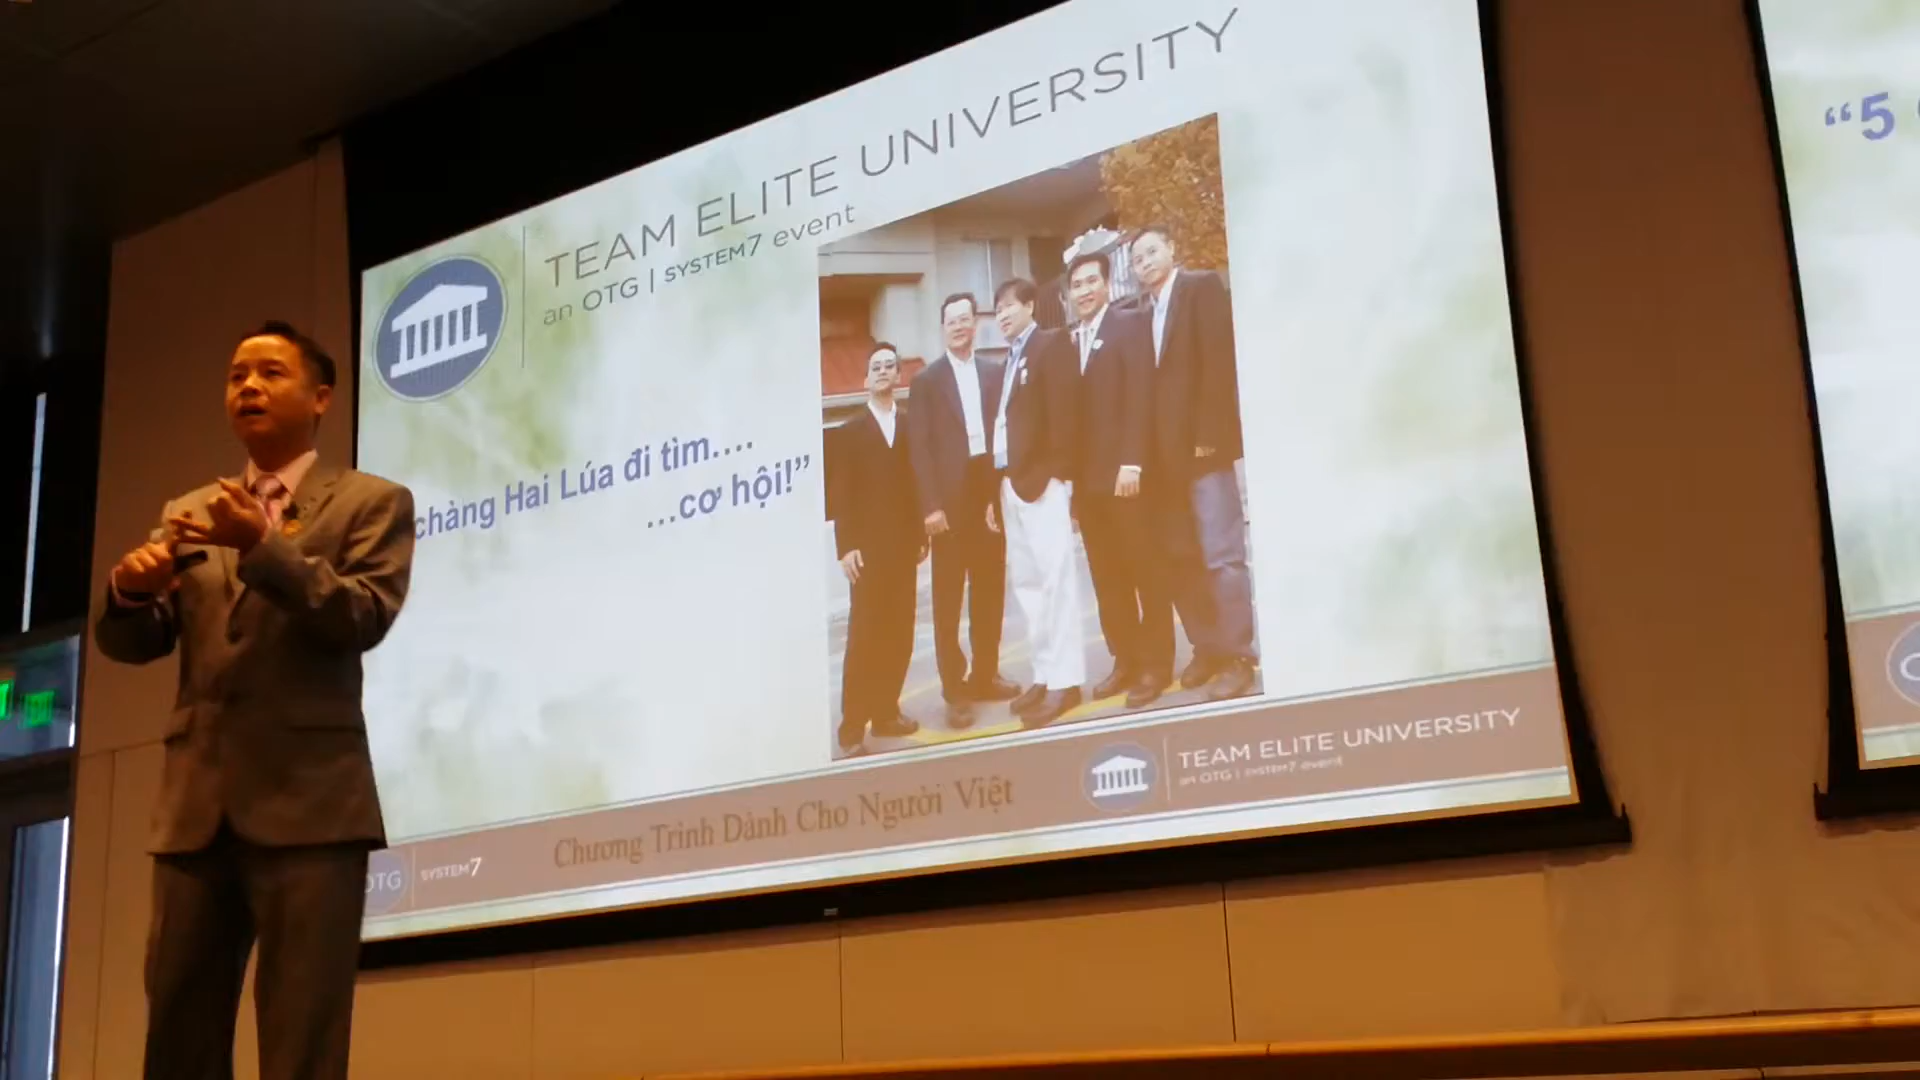 TEAM ELITE UNIVERSITY
an OTG | SYSTEM7 event
chàng Hai Lúa đi tìm....
...cơ hội!”
OTG | SYSTEM7
Chương Trình Dành Cho Người Việt
TEAM ELITE UNIVERSITY
an OTG | SYSTEM7 event
“5